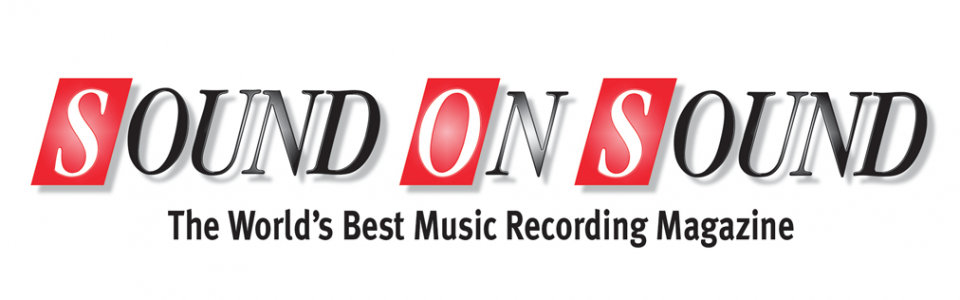 SOUND ON SOUND
The World's Best Music Recording Magazine